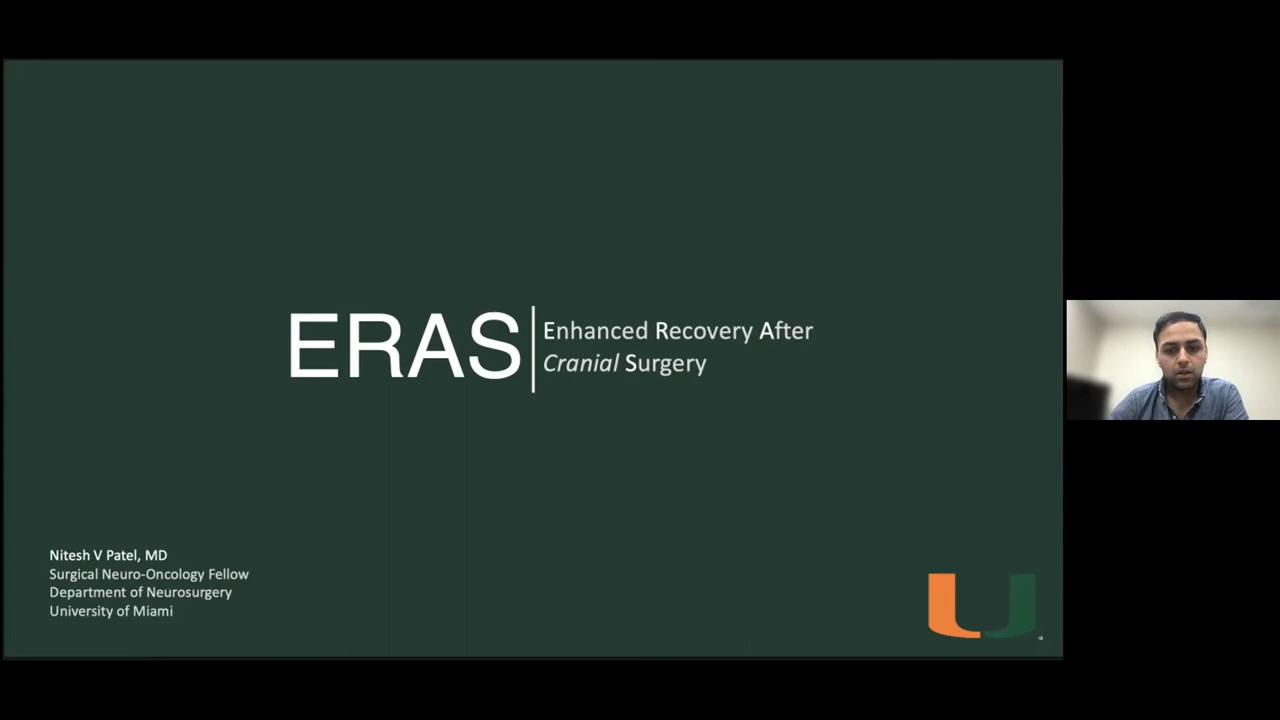 ERAS
Enhanced Recovery After
Cranial Surgery
Nitesh V Patel, MD
Surgical Neuro-Oncology Fellow
Department of Neurosurgery
University of Miami